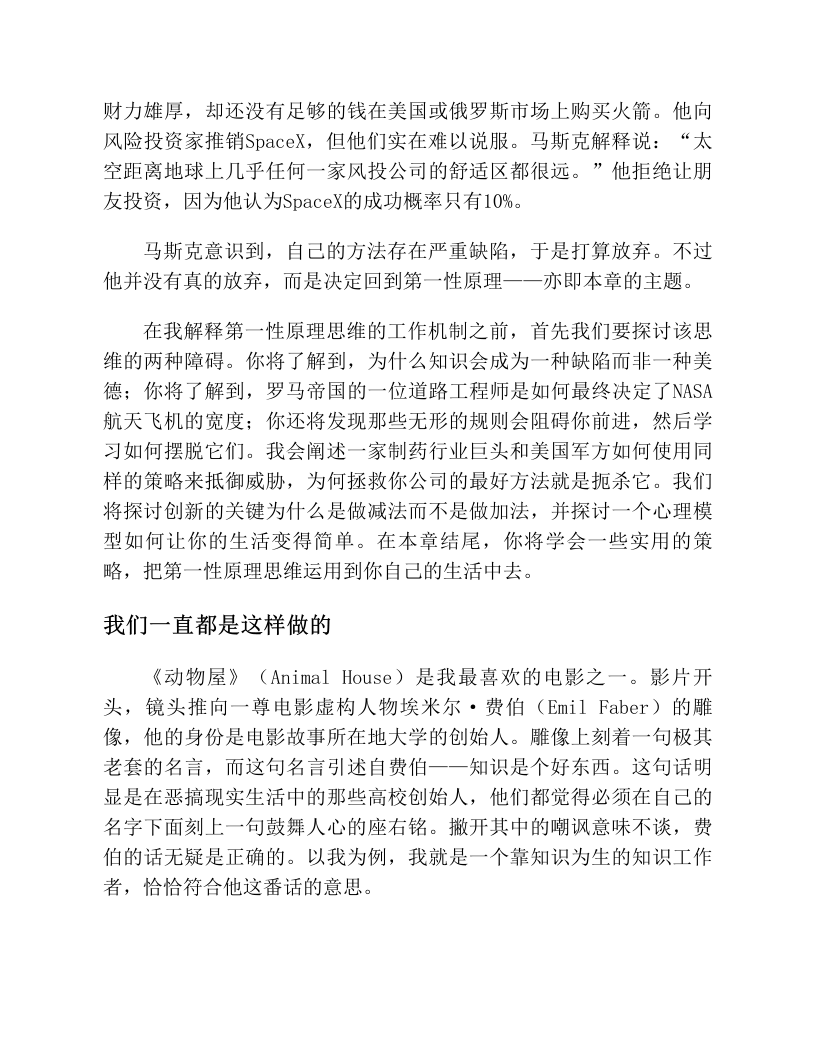 财力雄厚，却还没有足够的钱在美国或俄罗斯市场上购买火箭。他向
风险投资家推销SpaceX，但他们实在难以说服。马斯克解释说：“太
空距离地球上几乎任何一家风投公司的舒适区都很远。”他拒绝让朋
友投资，因为他认为SpaceX的成功概率只有10%。
马斯克意识到，自己的方法存在严重缺陷，于是打算放弃。不过
他并没有真的放弃，而是决定回到第一性原理——亦即本章的主题。
在我解释第一性原理思维的工作机制之前，首先我们要探讨该思
维的两种障碍。你将了解到，为什么知识会成为一种缺陷而非一种美
德；你将了解到，罗马帝国的一位道路工程师是如何最终决定了NASA
航天飞机的宽度；你还将发现那些无形的规则会阻碍你前进，然后学
习如何摆脱它们。我会阐述一家制药行业巨头和美国军方如何使用同
样的策略来抵御威胁，为何拯救你公司的最好方法就是扼杀它。我们
将探讨创新的关键为什么是做减法而不是做加法，并探讨一个心理模
型如何让你的生活变得简单。在本章结尾，你将学会一些实用的策
略，把第一性原理思维运用到你自己的生活中去。
我们一直都是这样做的
《动物屋》（Animal House）是我最喜欢的电影之一。影片开
头，镜头推向一尊电影虚构人物埃米尔·费伯（Emil Faber）的雕
像，他的身份是电影故事所在地大学的创始人。雕像上刻着一句极其
老套的名言，而这句名言引述自费伯——知识是个好东西。这句话明
显是在恶搞现实生活中的那些高校创始人，他们都觉得必须在自己的
名字下面刻上一句鼓舞人心的座右铭。撇开其中的嘲讽意味不谈，费
伯的话无疑是正确的。以我为例，我就是一个靠知识为生的知识工作
者，恰恰符合他这番话的意思。